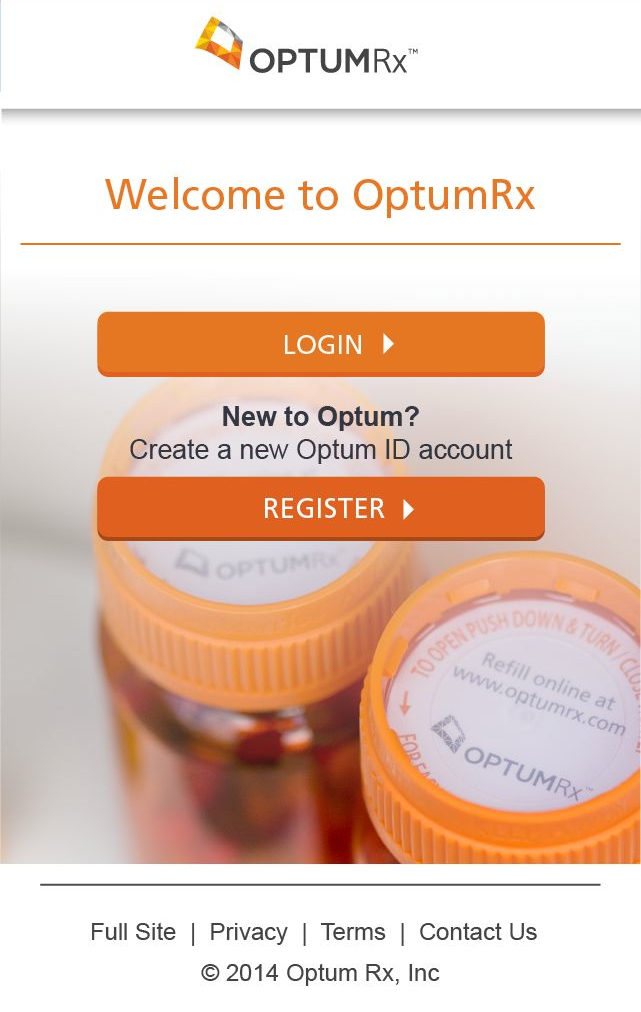 OPTUMRx™
Welcome to OptumRx
LOGIN
New to Optum?
Create a new Optum ID account
REGISTER
OPTUMRx
TO OPEN PUSH DOWN & TURN /
Refill online at
www.optumrx.com
OPTUMRx™
Full Site | Privacy | Terms | Contact Us
© 2014 Optum Rx, Inc